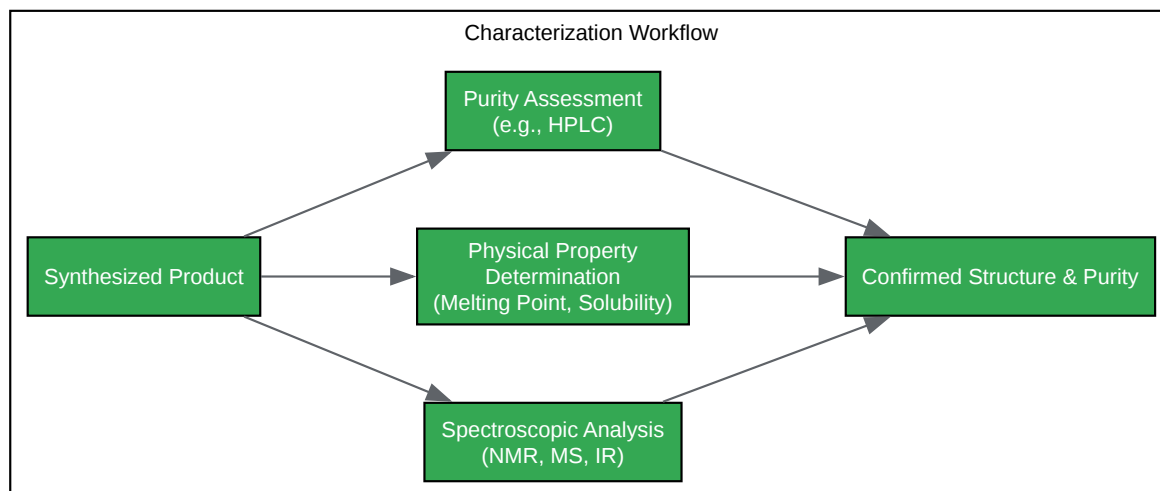 Characterization Workflow
Purity Assessment
(e.g., HPLC)
Synthesized Product
Physical Property
Determination
(Melting Point, Solubility)
Confirmed Structure & Purity
Spectroscopic Analysis
(NMR, MS, IR)